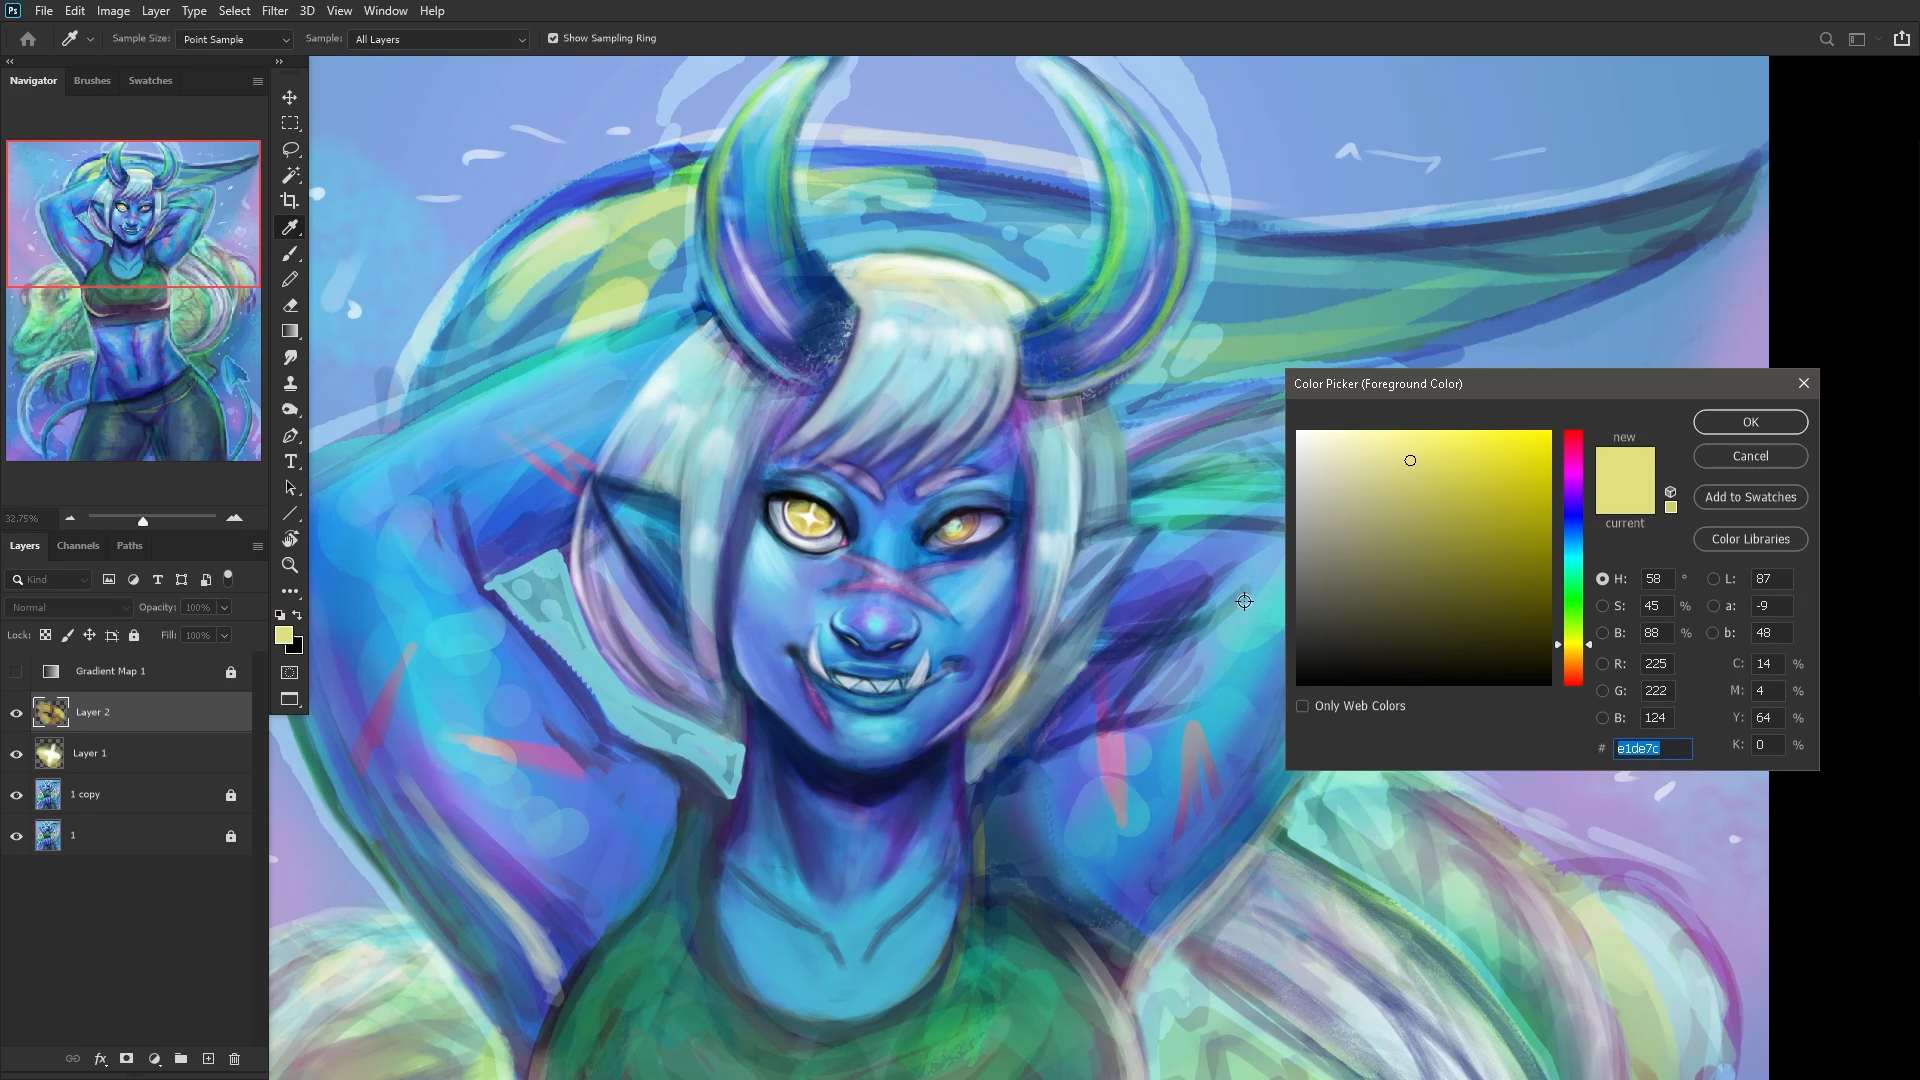 Ps File Edit Image Layer Type Select Filter 3D View Window Help
Sample Size: Point Sample Sample: All Layers Show Sampling Ring
Navigator Brushes Swatches
32.75%
Layers Channels Paths
Kind
Normal Opacity: 100%
Lock: Fill: 100%
Gradient Map 1
Layer 2
Layer 1
1 copy
1
fx
Color Picker (Foreground Color)
new
current
OK
Cancel
Add to Swatches
Color Libraries
H: 58 ° L: 87
S: 45 % a: -9
B: 88 % b: 48
R: 225 C: 14 %
G: 222 M: 4 %
B: 124 Y: 64 %
# e1de7c K: 0 %
Only Web Colors